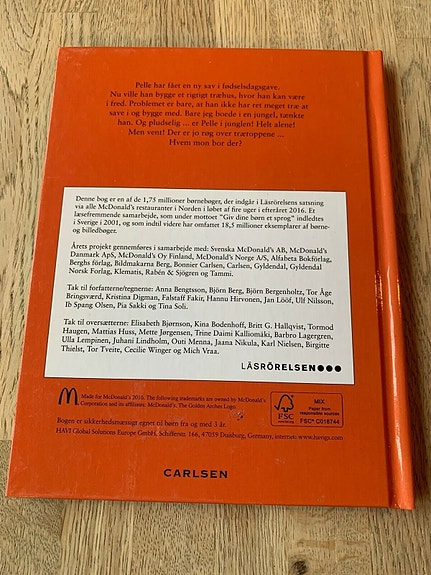 Pelle har fået en ny sav i fødselsdagsgave.
Nu ville han bygge et rigtigt træhus, hvor han kan være
i fred. Problemet er bare, at han ikke har ret meget træ at
save i og bygge med. Bare jeg boede i en jungel, tænkte
han. Og pludselig ... er Pelle i junglen! Helt alene!
Men vent! Der er jo røg over trætoppene ...
Hvem mon bor der?
Denne bog er en af de 1,75 millioner børnebøger, der indgår i Läsrörelsens satsning
via alle McDonald's restauranter i Norden i løbet af fire uger i efteråret 2016. Et
læsefremmende samarbejde, som under mottoet "Giv dine børn et sprog" indledtes
i Sverige i 2001, og som indtil videre har omfattet 18,5 millioner eksemplarer af børne-
og billedbøger.
Årets projekt gennemføres i samarbejde med: Svenska McDonald's AB, McDonald's
Danmark ApS, McDonald's Oy Finland, McDonald's Norge A/S, Alfabeta Bokförlag,
Berghs förlag, Bildmakarna Berg, Bonnier Carlsen, Carlsen, Gyldendal, Gyldendal
Norsk Forlag, Klematis, Rabén & Sjögren og Tammi.
Tak til forfatterne/tegnerne: Anna Bengtsson, Björn Berg, Björn Bergenholtz, Tor Åge
Bringsværd, Kristina Digman, Falstaff Fakir, Hannu Hirvonen, Jan Lööf, Ulf Nilsson,
Ib Spang Olsen, Pia Sakki og Tina Soli.
Tak til oversætterne: Elisabeth Bjørnson, Kina Bodenhoff, Britt G. Hallqvist, Tormod
Haugen, Mattias Huss, Mette Jørgensen, Trine Daimi Kalliomäki, Barbro Lagergren,
Ulla Lempinen, Juhani Lindholm, Outi Menna, Jaana Nikula, Karl Nielsen, Birgitte
Thielst, Tor Tveite, Cecilie Winger og Mich Vraa.
LÄSRÖRELSEN
Made for McDonald's 2016. The following trademarks are owned by McDonald's
Corporation and its affiliates: McDonald's, The Golden Arches Logo.
Bogen er sikkerhedsmæssigt egnet til børn fra og med 3 år.
HAVI Global Solutions Europe GmbH, Schifferstr. 166, 47059 Duisburg, Germany, internet: www.havigs.com
FSC
www.fsc.org
MIX
Paper from
responsible sources
FSC® C016744
CARLSEN